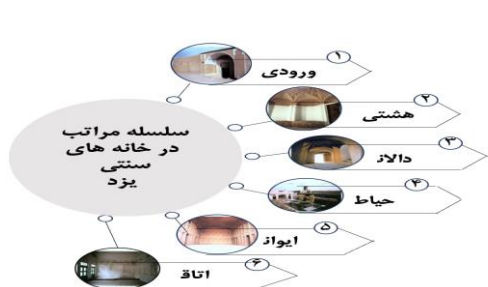 سلسله مراتب
در خانه های
سنتی
یزد
۱
ورودی
۲
هشتی
۳
دالان
۴
حیاط
۵
ایوان
۶
اتاق